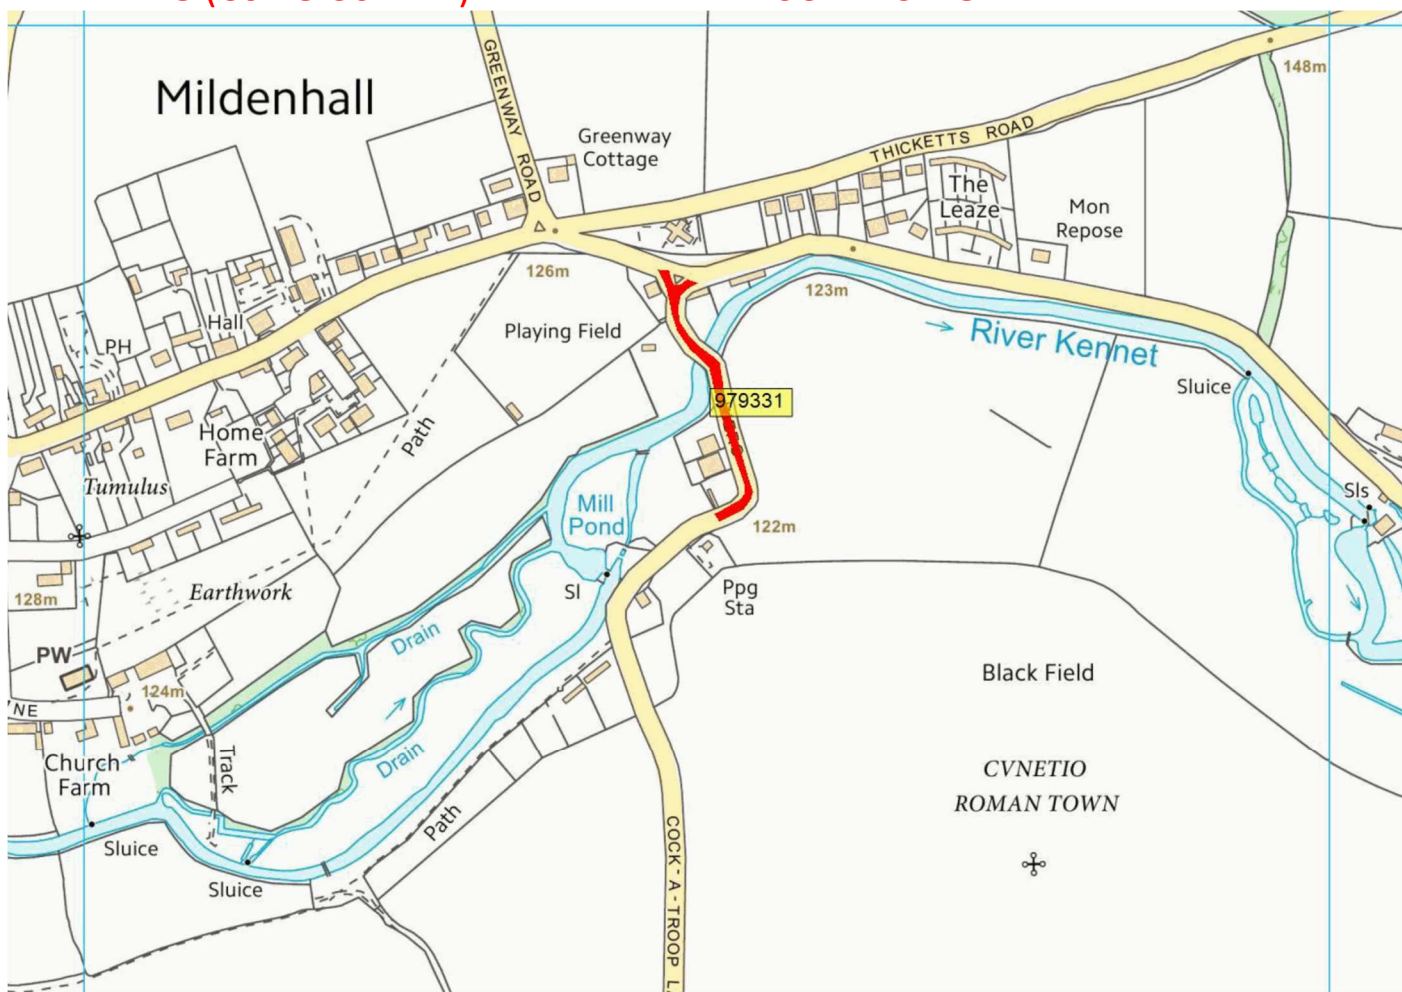 Mildenhall
GREENWAY ROAD
Greenway
Cottage
THICKETTS ROAD
148m
The
Leaze
Mon
Repose
126m
123m
Hall
PH
Playing Field
River Kennet
Sluice
979331
Home
Farm
Path
Tumulus
Mill
Pond
Sls
122m
Earthwork
128m
Sl
Ppg
Sta
Drain
PW
124m
NE
Black Field
Church
Farm
Track
Drain
CVNETIO
ROMAN TOWN
Path
COCK-A-TROOP L
Sluice
Sluice